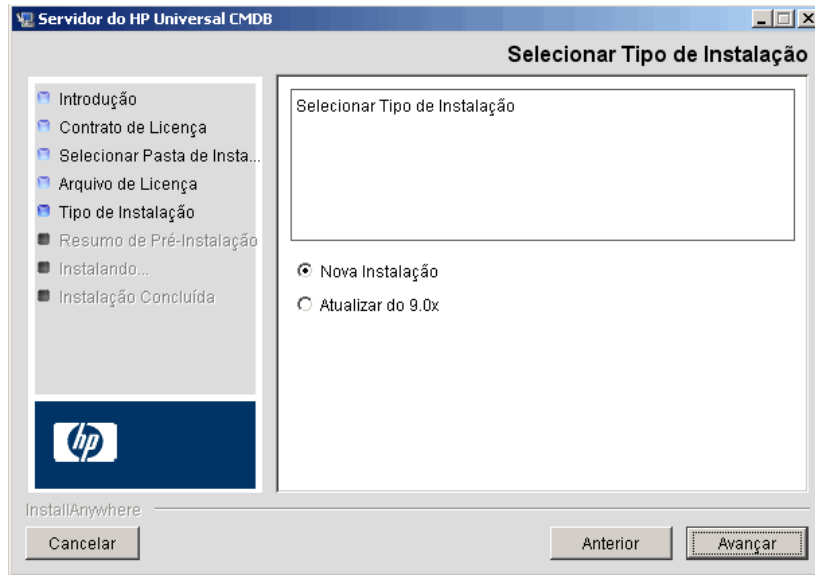 Servidor do HP Universal CMDB
Selecionar Tipo de Instalação
Introdução
Contrato de Licença
Selecionar Pasta de Insta...
Arquivo de Licença
Tipo de Instalação
Resumo de Pré-Instalação
Instalando...
Instalação Concluída
Selecionar Tipo de Instalação
Nova Instalação
Atualizar do 9.0x
hp
InstallAnywhere
Cancelar
Anterior
Avançar